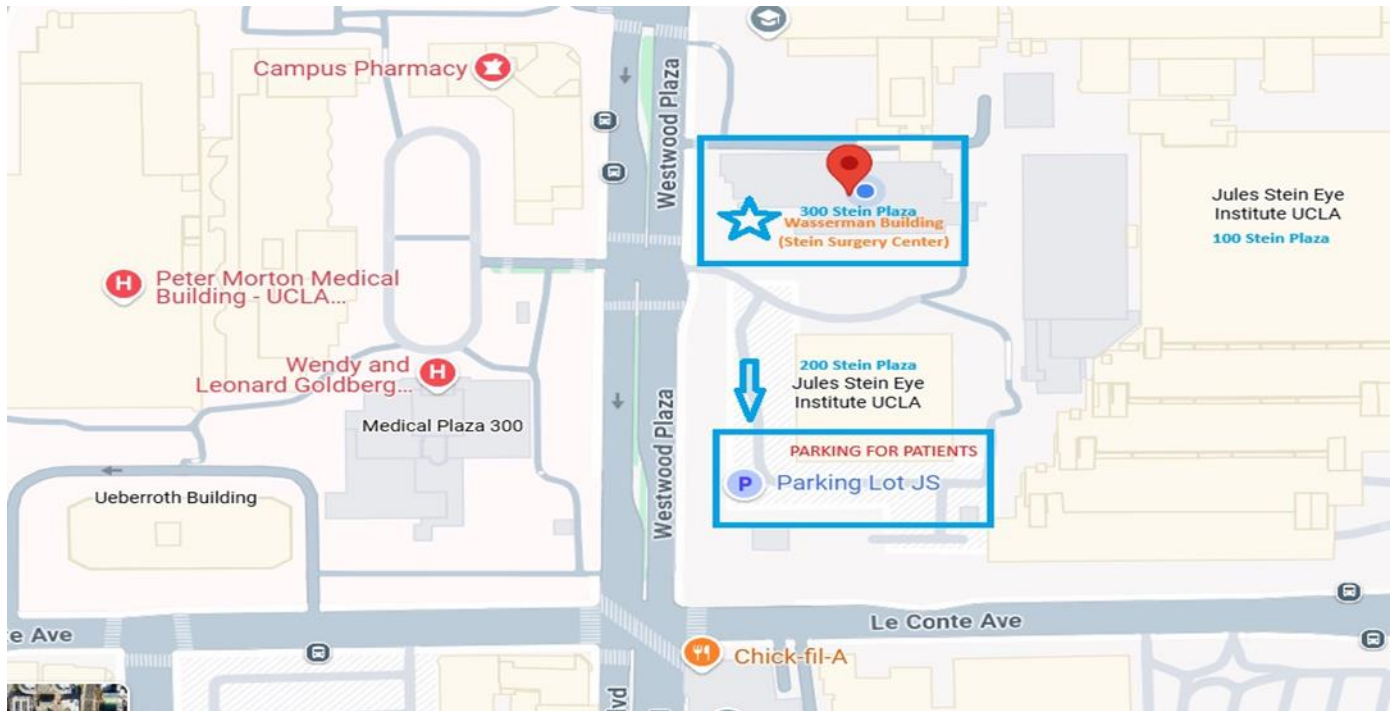 Campus Pharmacy
Westwood Plaza
300 Stein Plaza
Wasserman Building
(Stein Surgery Center)
Jules Stein Eye
Institute UCLA
100 Stein Plaza
H
Peter Morton Medical
Building - UCLA...
Wendy and
Leonard Goldberg...
H
Medical Plaza 300
200 Stein Plaza
Jules Stein Eye
Institute UCLA
Westwood Plaza
PARKING FOR PATIENTS
P
Parking Lot JS
Ueberroth Building
Le Conte Ave
e Ave
Chick-fil-A
lvd